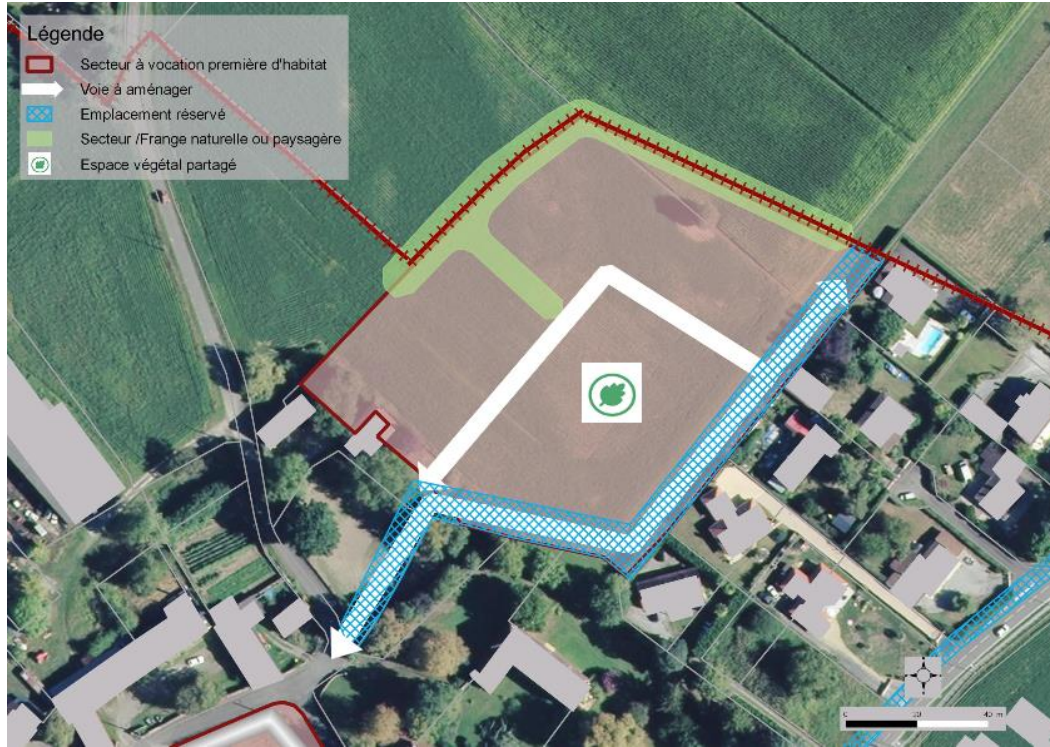 Légende
Secteur à vocation première d'habitat
Voie à aménager
Emplacement réservé
Secteur /Frange naturelle ou paysagère
Espace végétal partagé
0 20 40 m